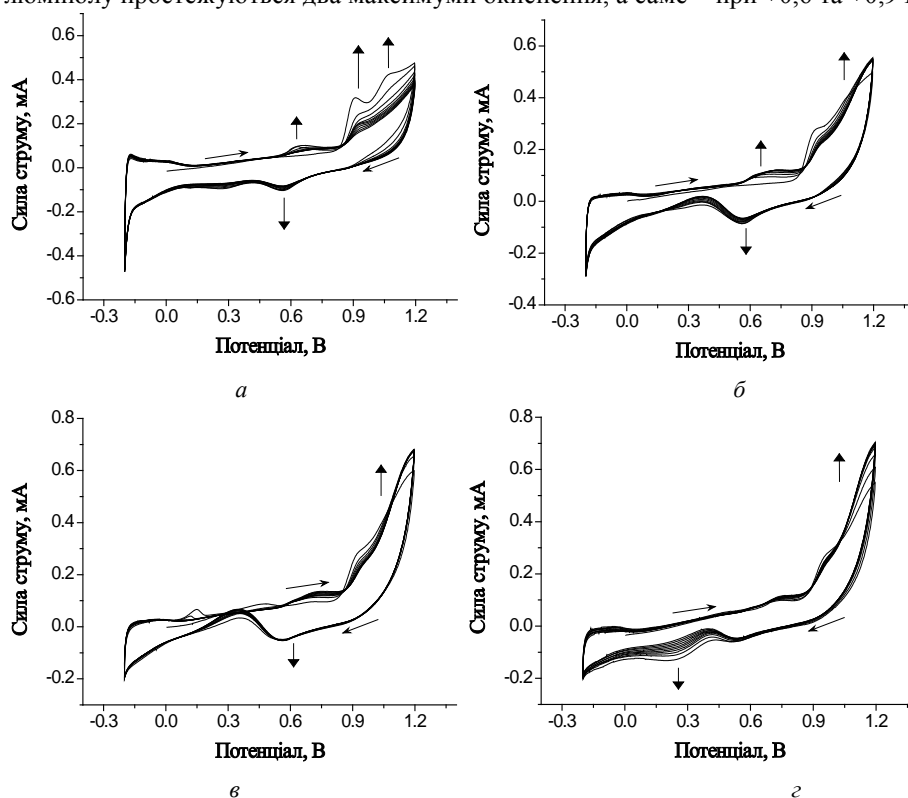 люмінолу простежуються два максимуми окиснення, а саме – при +0,6 та +0,9
0.6
0.4
0.2
0.0
-0.2
-0.4
-0.6
Сила струму, мА
-0.3 0.0 0.3 0.6 0.9 1.2
Потенціал, В
а
0.6
0.4
0.2
0.0
-0.2
-0.4
Сила струму, мА
-0.3 0.0 0.3 0.6 0.9 1.2
Потенціал, В
б
0.8
0.6
0.4
0.2
0.0
-0.2
Сила струму, мА
-0.3 0.0 0.3 0.6 0.9 1.2
Потенціал, В
в
0.8
0.6
0.4
0.2
0.0
-0.2
Сила струму, мА
-0.3 0.0 0.3 0.6 0.9 1.2
Потенціал, В
г